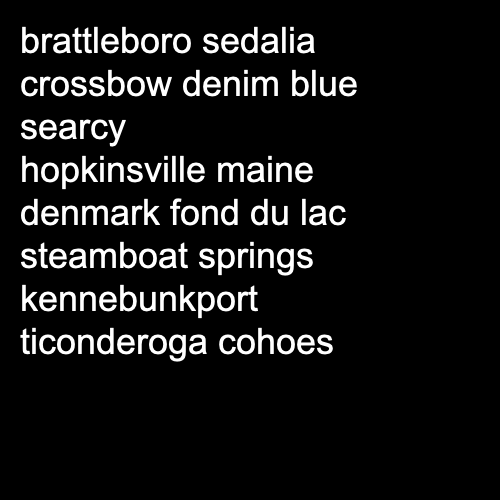 brattleboro sedalia
crossbow denim blue
searcy
hopkinsville maine
denmark fond du lac
steamboat springs
kennebunkport
ticonderoga cohoes